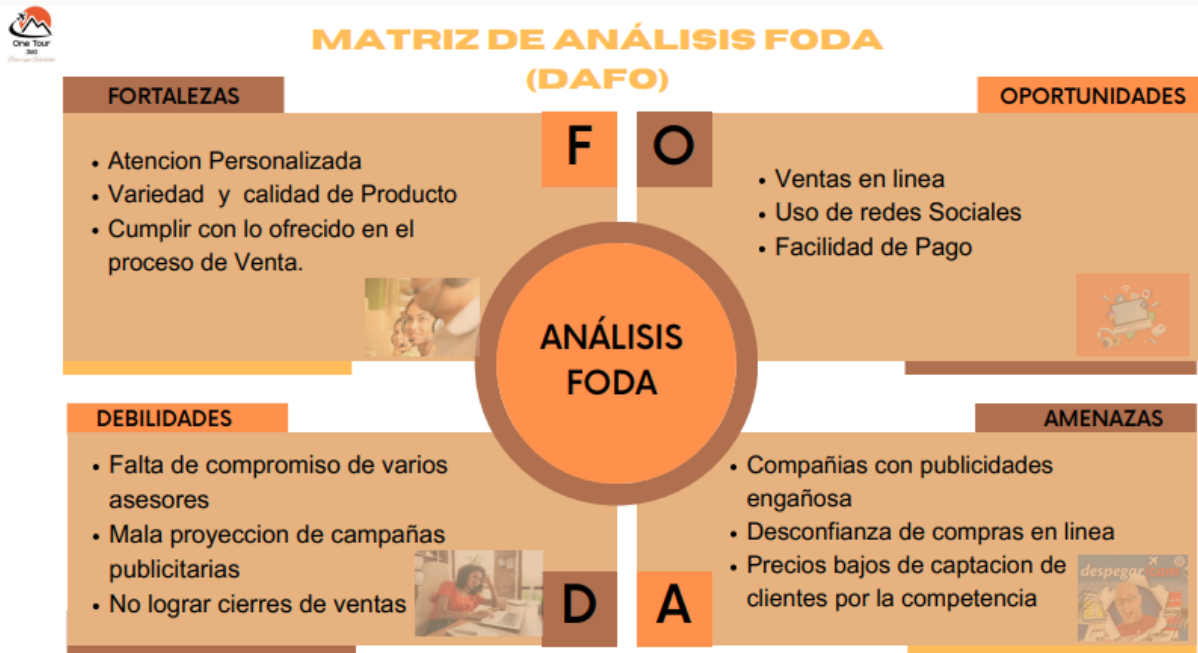 One Tour
360
MATRIZ DE ANÁLISIS FODA
(DAFO)
FORTALEZAS
F
• Atencion Personalizada
• Variedad y calidad de Producto
• Cumplir con lo ofrecido en el
proceso de Venta.
OPORTUNIDADES
O
• Ventas en linea
• Uso de redes Sociales
• Facilidad de Pago
ANÁLISIS
FODA
DEBILIDADES
• Falta de compromiso de varios
asesores
• Mala proyeccion de campañas
publicitarias
• No lograr cierres de ventas
D
AMENAZAS
• Compañias con publicidades
engañosa
• Desconfianza de compras en linea
• Precios bajos de captacion de
clientes por la competencia
A
despegar.com